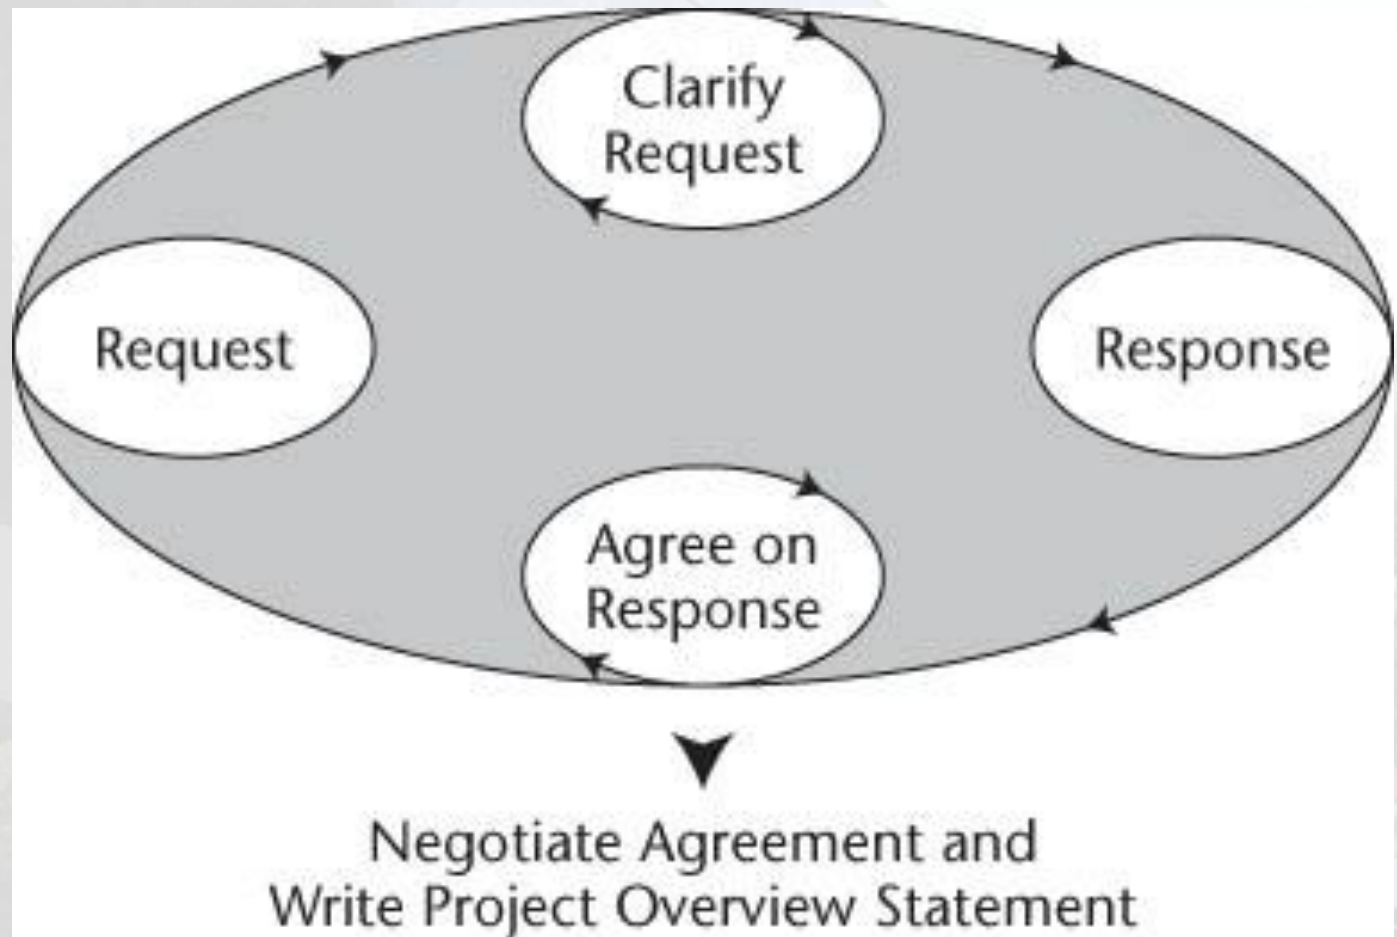 Clarify
Request
Request
Response
Agree on
Response
Negotiate Agreement and
Write Project Overview Statement